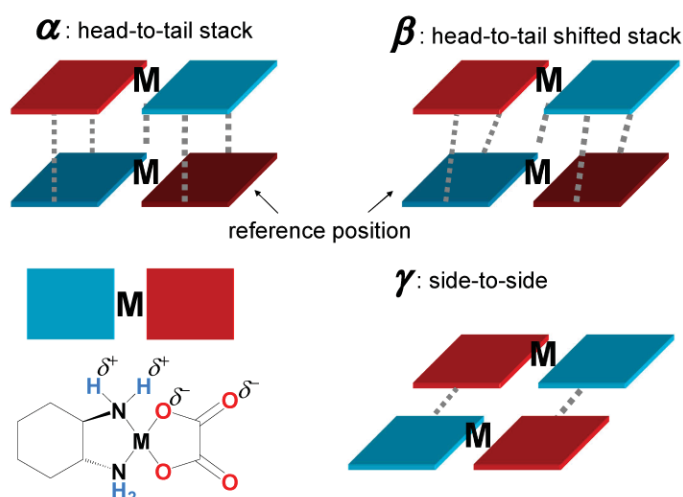 α : head-to-tail stack
β : head-to-tail shifted stack
M
M
M
M
reference position
γ : side-to-side
M
M
M
δ+
δ+
H
H
δ-
δ-
N
O
O
M
N
H2
O
O